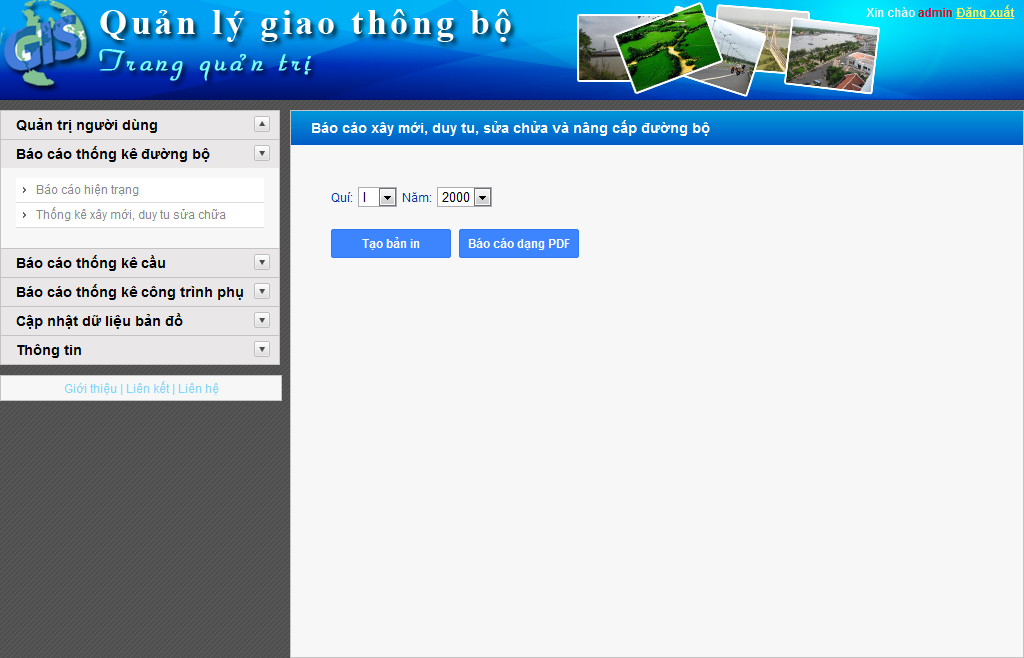 GIS
Quản lý giao thông bộ
Trang quản trị
Xin chào admin Đăng xuất
Quản trị người dùng
Báo cáo thống kê đường bộ
Báo cáo hiện trạng
Thống kê xây mới, duy tu sửa chữa
Báo cáo thống kê cầu
Báo cáo thống kê công trình phụ
Cập nhật dữ liệu bản đồ
Thông tin
Giới thiệu | Liên kết | Liên hệ
Báo cáo xây mới, duy tu, sửa chửa và nâng cấp đường bộ
Quí: I Năm: 2000
Tạo bản in Báo cáo dạng PDF